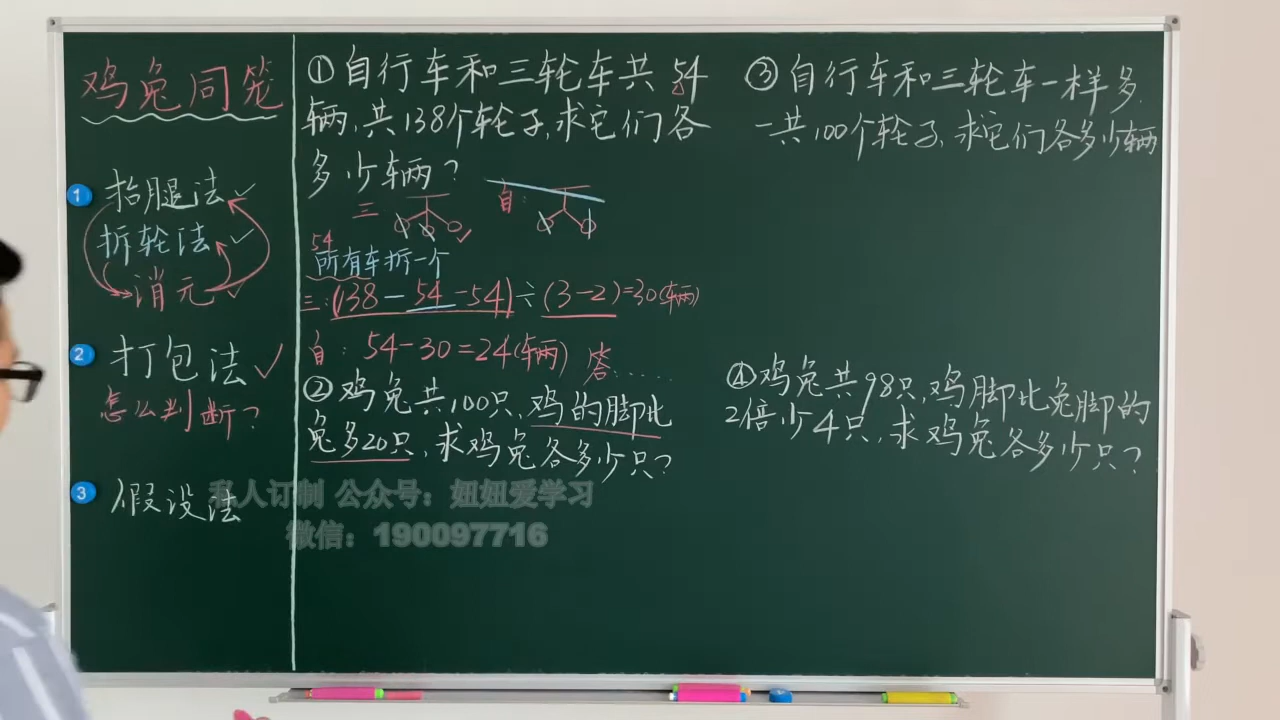 鸡兔同笼
1
抬腿法✓
拆轮法✓
消元✓
2
打包法✓
怎么判断?
3
假设法
①自行车和三轮车共54
辆,共138个轮子,求它们各
多少车辆?
三
自:
54
所有车拆一个
三:(138-54-54)÷(3-2)=30(车辆)
自:54-30=24(车辆) 答……
②鸡兔共100只,鸡的脚比
兔多20只,求鸡兔各多少只?
③自行车和三轮车一样多,
一共100个轮子,求它们各多少车辆
④鸡兔共98只,鸡脚比兔脚的
2倍少4只,求鸡兔各多少只?
私人订制 公众号:妞妞爱学习
微信:190097716